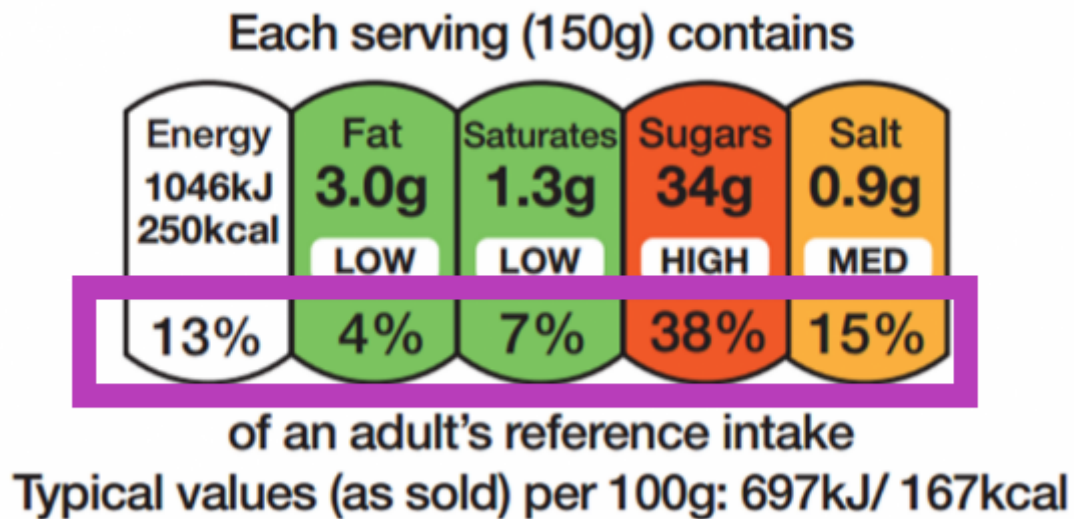 Each serving (150g) contains
Energy Fat Saturates Sugars Salt
1046kJ 3.0g 1.3g 34g 0.9g
250kcal
LOW LOW HIGH MED
13% 4% 7% 38% 15%
of an adult's reference intake
Typical values (as sold) per 100g: 697kJ/ 167kcal